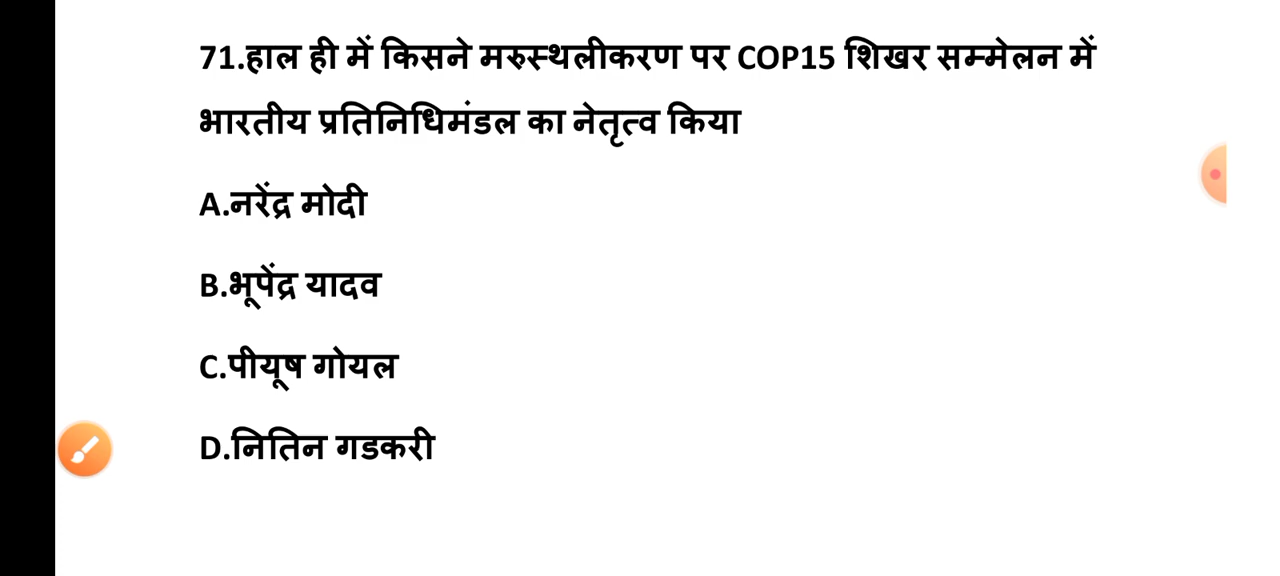 71.हाल ही में किसने मरुस्थलीकरण पर COP15 शिखर सम्मेलन में
भारतीय प्रतिनिधिमंडल का नेतृत्व किया
A.नरेंद्र मोदी
B.भूपेंद्र यादव
C.पीयूष गोयल
D.नितिन गडकरी